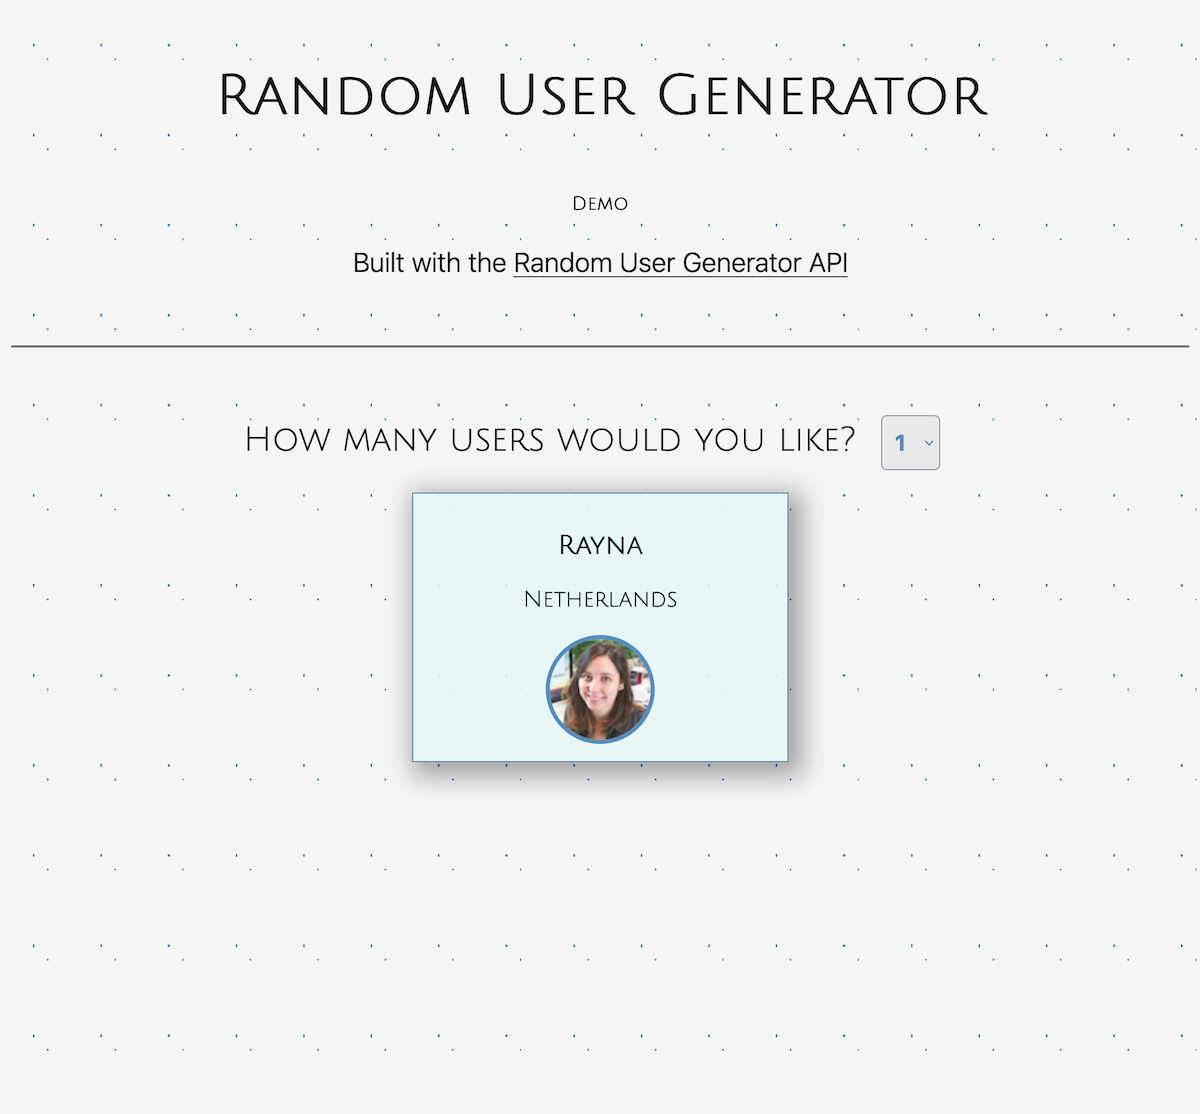 Random User Generator
Demo
Built with the Random User Generator API
How many users would you like? 1
Rayna
Netherlands